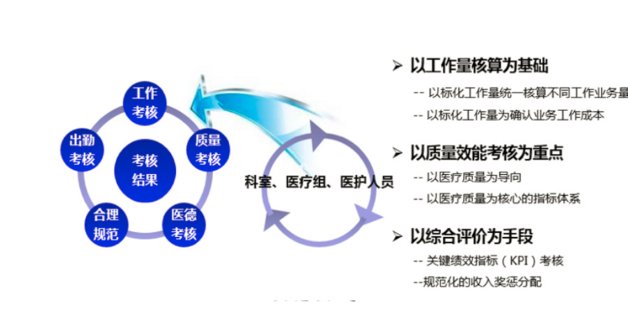 工作
考核
出勤
考核
质量
考核
考核
结果
合理
规范
医德
考核
科室、医疗组、医护人员
➢ 以工作量核算为基础
-- 以标化工作量统一核算不同工作业务量
-- 以标化工作量为确认业务工作成本
➢ 以质量效能考核为重点
-- 以医疗质量为导向
-- 以医疗质量为核心的指标体系
➢ 以综合评价为手段
-- 关键绩效指标（KPI）考核
--规范化的收入奖惩分配